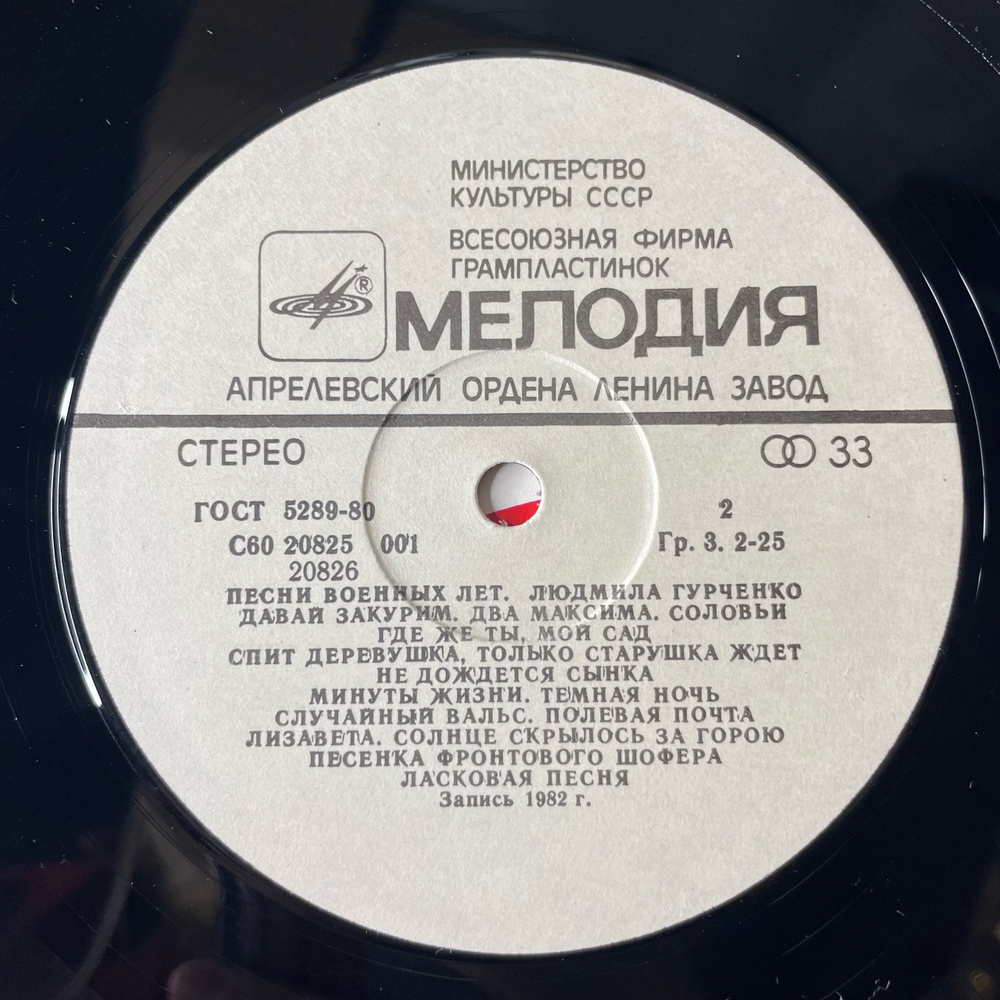 МИНИСТЕРСТВО
КУЛЬТУРЫ СССР
ВСЕСОЮЗНАЯ ФИРМА
ГРАМПЛАСТИНОК
®
МЕЛОДИЯ
АПРЕЛЕВСКИЙ ОРДЕНА ЛЕНИНА ЗАВОД
СТЕРЕО 33
ГОСТ 5289-80 2
С60 20825 001 Гр. 3. 2-25
20826
ПЕСНИ ВОЕННЫХ ЛЕТ. ЛЮДМИЛА ГУРЧЕНКО
ДАВАЙ ЗАКУРИМ. ДВА МАКСИМА. СОЛОВЬИ
ГДЕ ЖЕ ТЫ, МОЙ САД
СПИТ ДЕРЕВУШКА, ТОЛЬКО СТАРУШКА ЖДЕТ
НЕ ДОЖДЕТСЯ СЫНКА
МИНУТЫ ЖИЗНИ. ТЕМНАЯ НОЧЬ
СЛУЧАЙНЫЙ ВАЛЬС. ПОЛЕВАЯ ПОЧТА
ЛИЗАВЕТА. СОЛНЦЕ СКРЫЛОСЬ ЗА ГОРОЮ
ПЕСЕНКА ФРОНТОВОГО ШОФЕРА
ЛАСКОВАЯ ПЕСНЯ
Запись 1982 г.